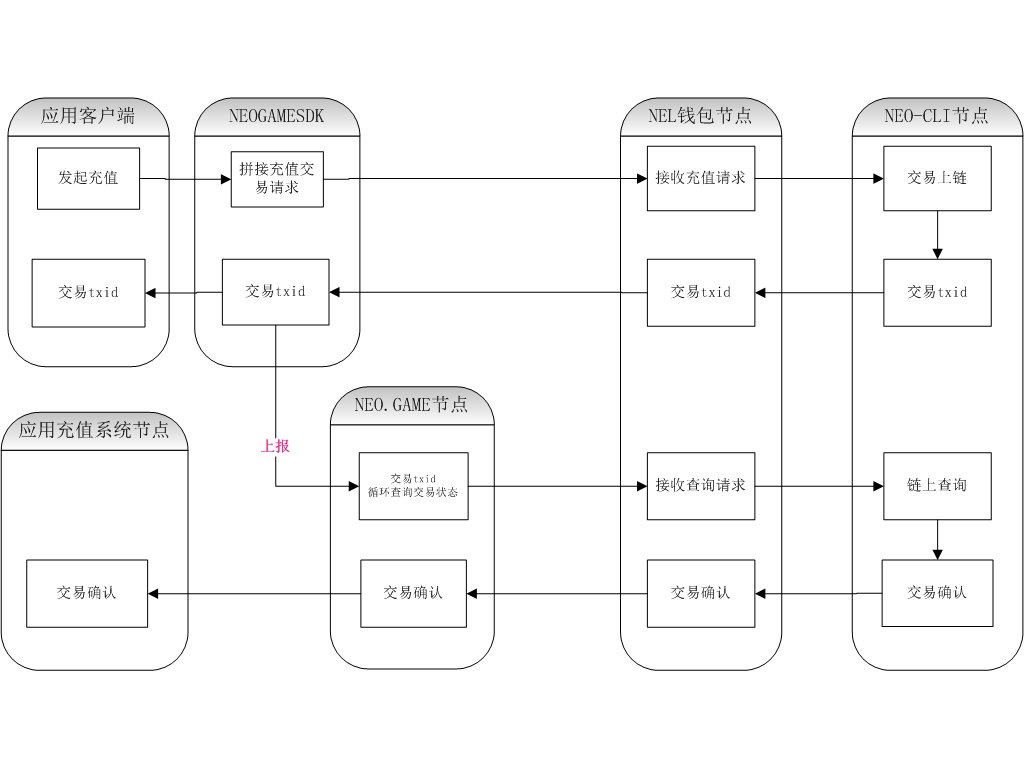 应用客户端
NEOGAMESDK
NEL钱包节点
NEO-CLI节点
发起充值
拼接充值交
易请求
接收充值请求
交易上链
交易txid
交易txid
交易txid
交易txid
NEO.GAME节点
应用充值系统节点
上报
交易txid
循环查询交易状态
接收查询请求
链上查询
交易确认
交易确认
交易确认
交易确认